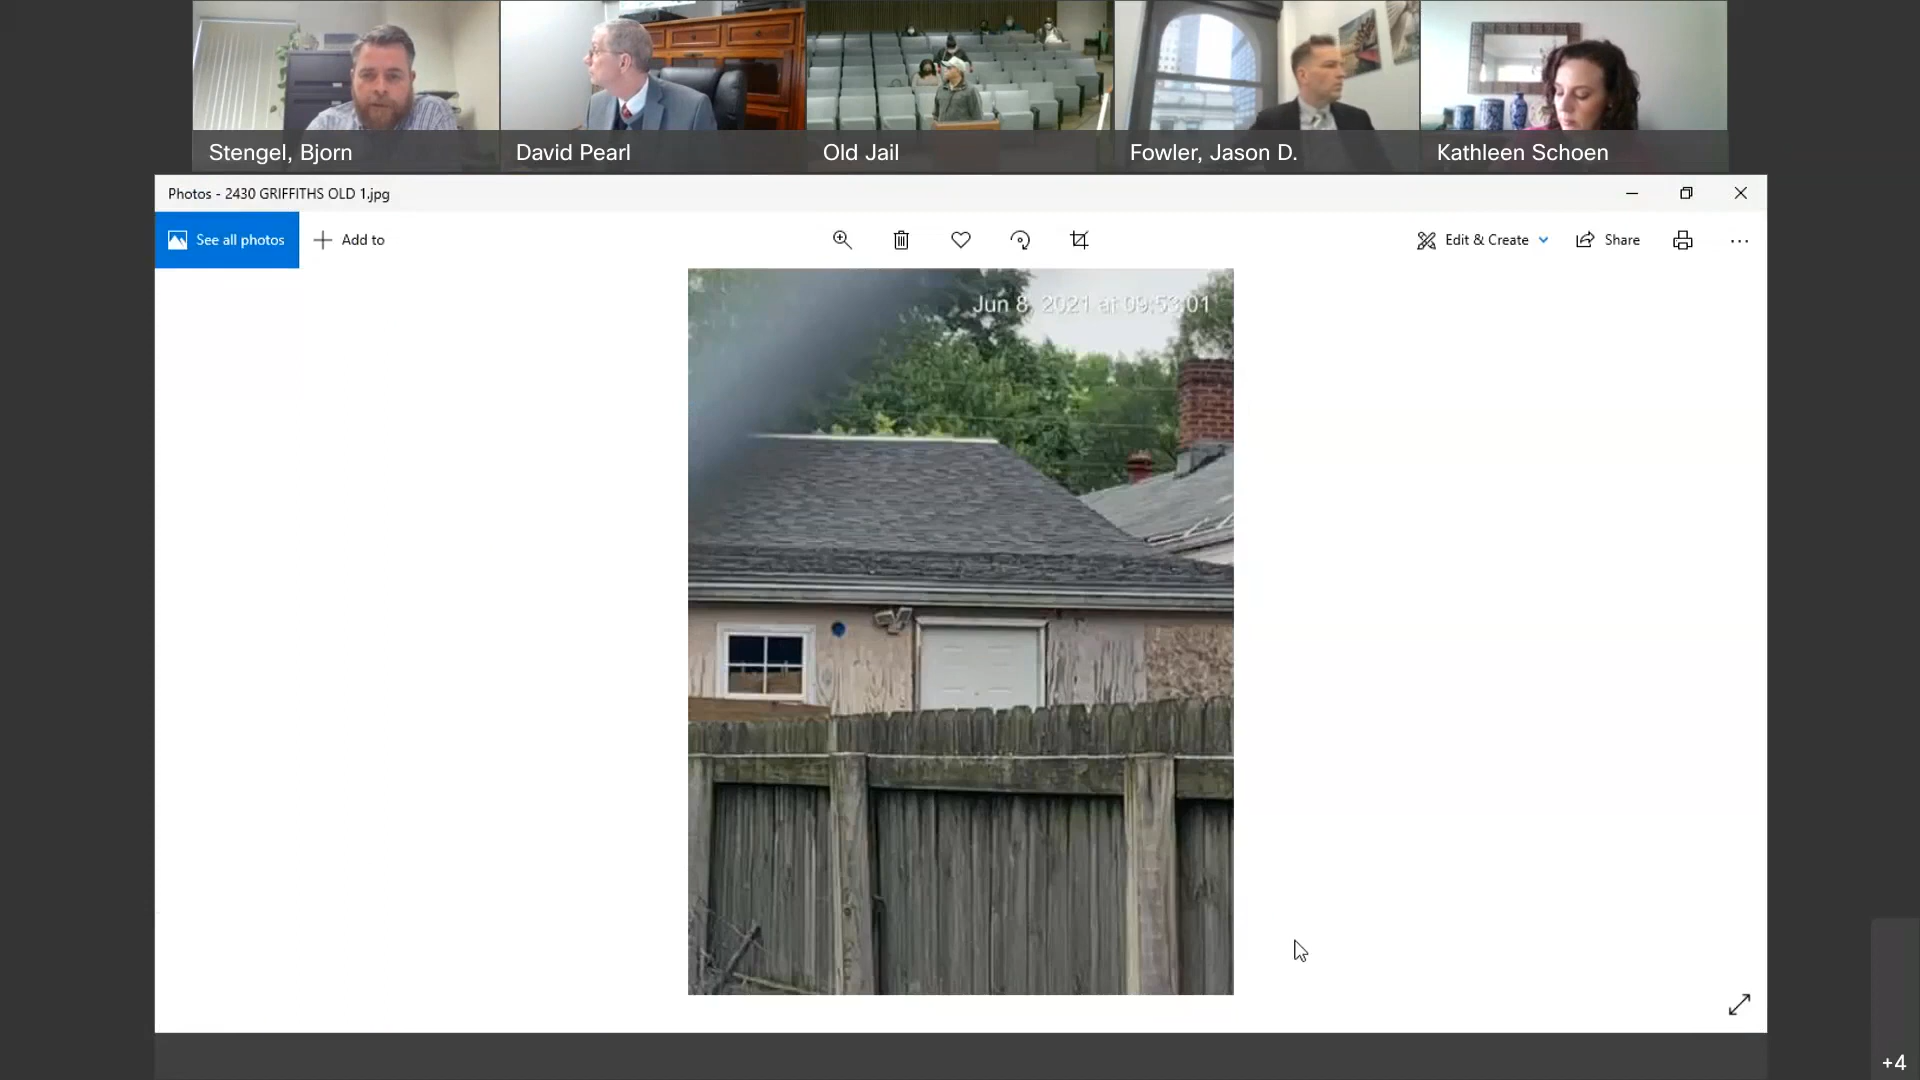 Stengel, Bjorn
David Pearl
Old Jail
Fowler, Jason D.
Kathleen Schoen
Photos - 2430 GRIFFITHS OLD 1.jpg
See all photos
Add to
Edit & Create
Share
Jun 8, 2021 at 09:53:01
+4